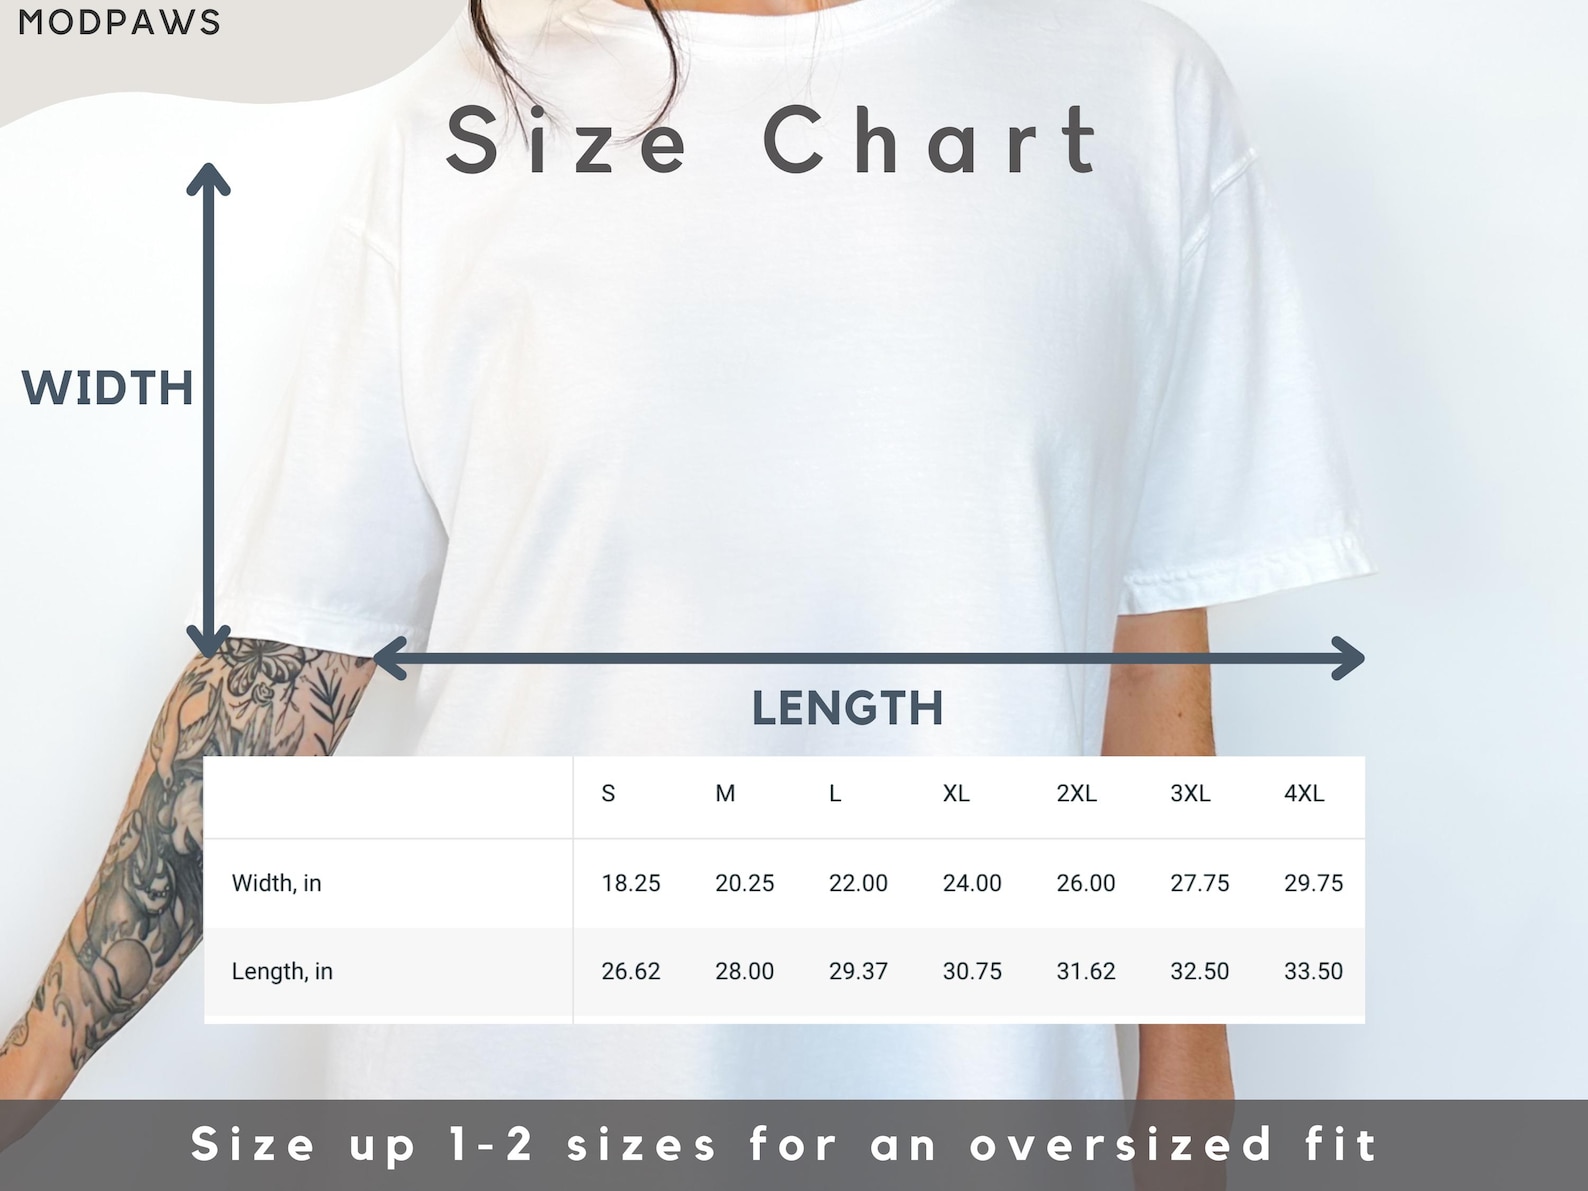 MODPAWS
Size Chart
WIDTH
LENGTH
S M L XL 2XL 3XL 4XL
Width, in 18.25 20.25 22.00 24.00 26.00 27.75 29.75
Length, in 26.62 28.00 29.37 30.75 31.62 32.50 33.50
Size up 1-2 sizes for an oversized fit